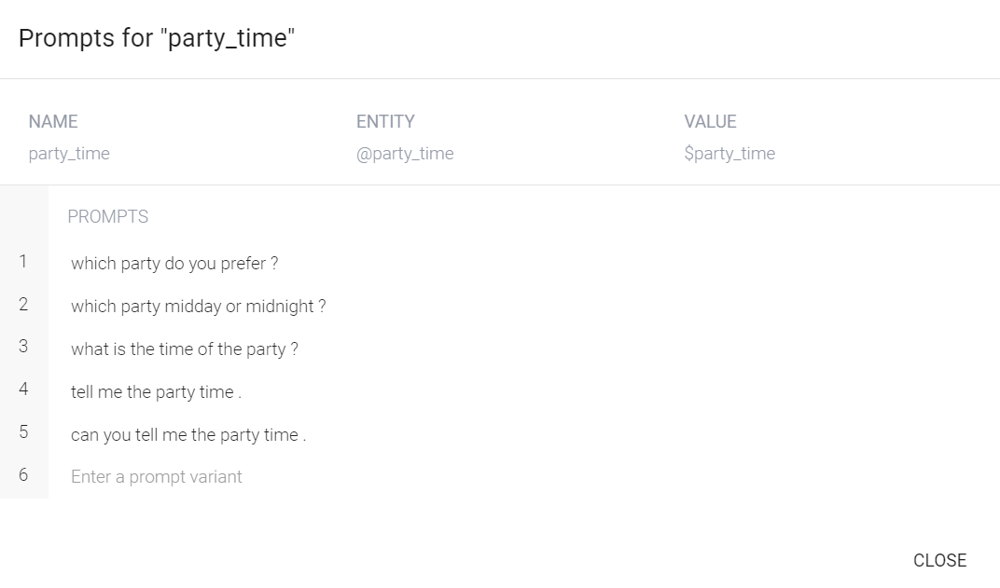 Prompts for "party_time"
NAME ENTITY VALUE
party_time @party_time $party_time
PROMPTS
1 which party do you prefer ?
2 which party midday or midnight ?
3 what is the time of the party ?
4 tell me the party time .
5 can you tell me the party time .
6 Enter a prompt variant
CLOSE